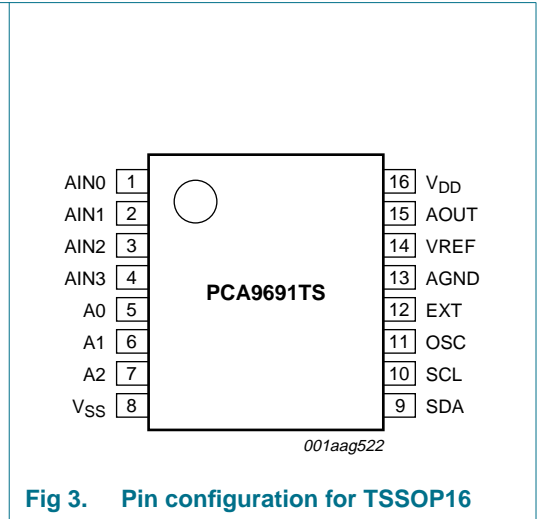 AIN0 1
AIN1 2
AIN2 3
AIN3 4
A0 5
A1 6
A2 7
VSS 8
PCA9691TS
16 VDD
15 AOUT
14 VREF
13 AGND
12 EXT
11 OSC
10 SCL
9 SDA
001aag522
Fig 3. Pin configuration for TSSOP16